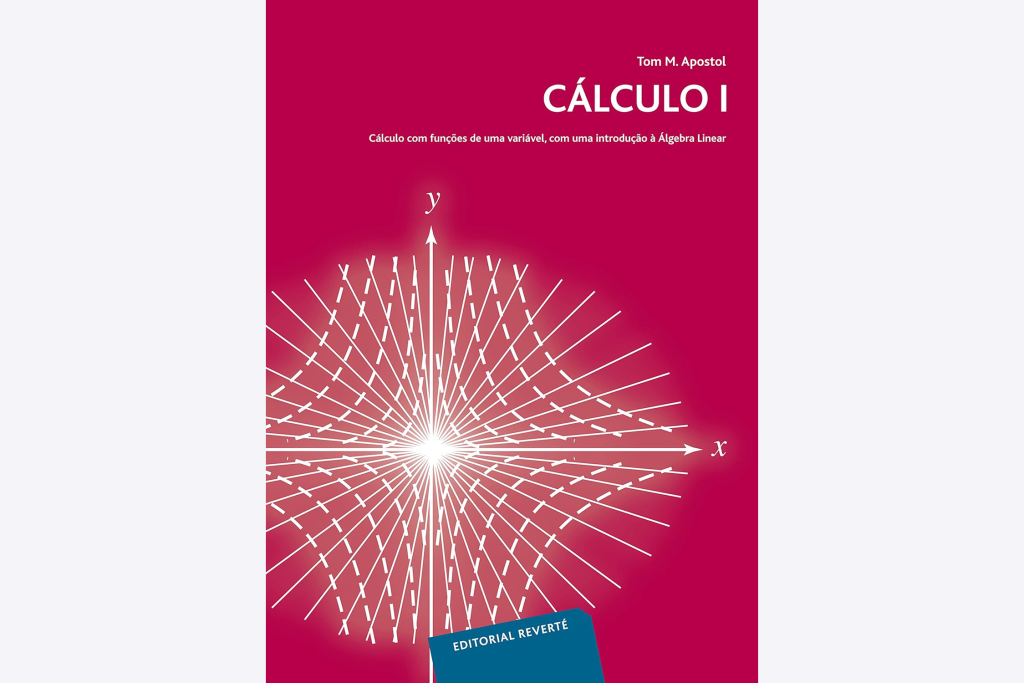 Tom M. Apostol
CÁLCULO I
Cálculo com funções de uma variável, com uma introdução à Álgebra Linear
y
x
EDITORIAL REVERTÉ